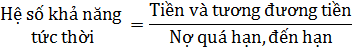 Hệ số khả năng
tức thời = Tiền và tương đương tiền
Nợ quá hạn, đến hạn